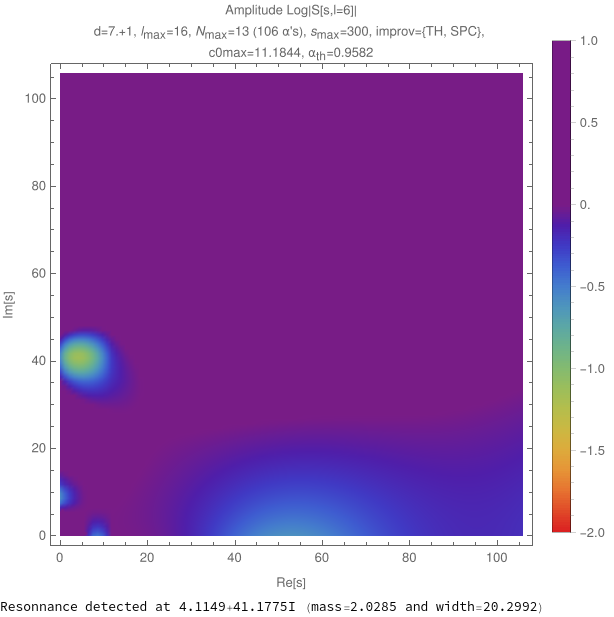 Amplitude Log|S[s,l=6]|
d=7.+1, lmax=16, Nmax=13 (106 α's), smax=300, improv={TH, SPC},
c0max=11.1844, αth=0.9582
1.0
0.5
0.
−0.5
−1.0
−1.5
−2.0
Im[s]
100
80
60
40
20
0
0 20 40 60 80 100
Re[s]
Resonnance detected at 4.1149+41.1775I (mass=2.0285 and width=20.2992)